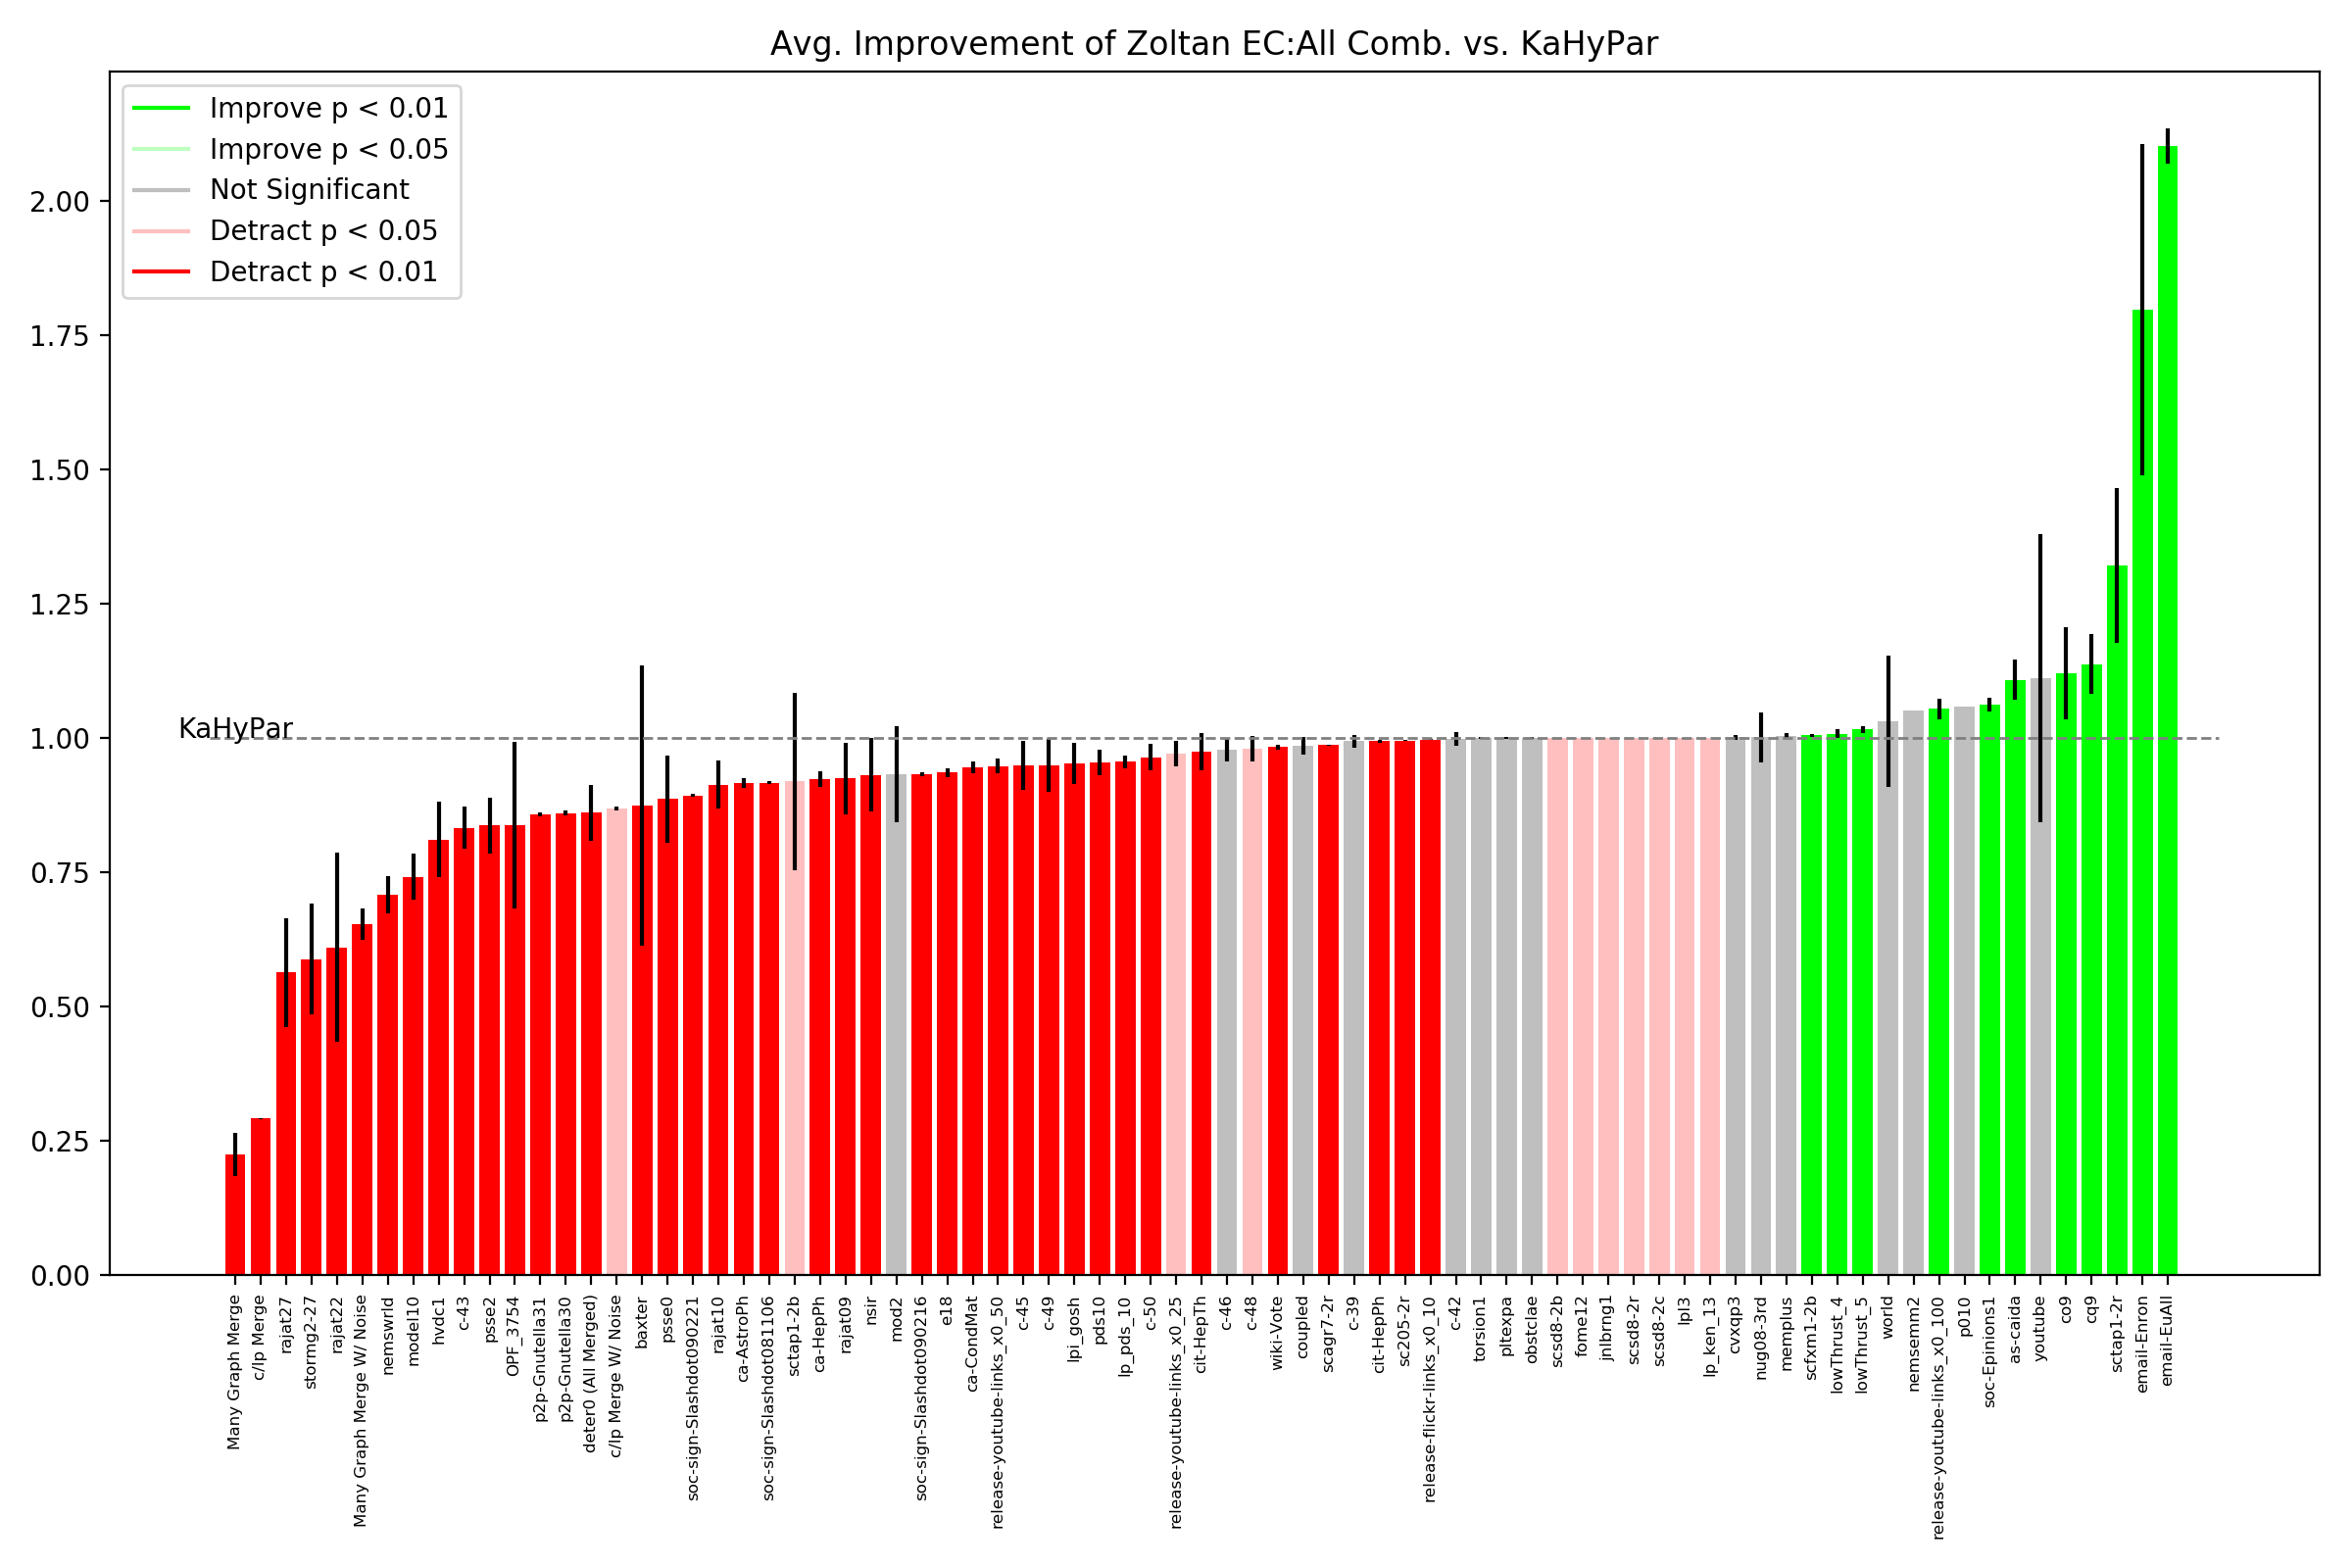 Avg. Improvement of Zoltan EC:All Comb. vs. KaHyPar
Improve p < 0.01
Improve p < 0.05
Not Significant
Detract p < 0.05
Detract p < 0.01
2.00
1.75
1.50
1.25
1.00
0.75
0.50
0.25
0.00
KaHyPar
Many Graph Merge
c/lp Merge
rajat27
stormg2-27
rajat22
Many Graph Merge W/ Noise
nemswrld
model10
hvdc1
c-43
psse2
OPF_3754
p2p-Gnutella31
p2p-Gnutella30
deter0 (All Merged)
c/lp Merge W/ Noise
baxter
psse0
soc-sign-Slashdot090221
rajat10
ca-AstroPh
soc-sign-Slashdot081106
sctap1-2b
ca-HepPh
rajat09
nsir
mod2
soc-sign-Slashdot090216
e18
ca-CondMat
release-youtube-links_x0_50
c-45
c-49
lpi_gosh
pds10
lp_pds_10
c-50
release-youtube-links_x0_25
cit-HepTh
c-46
c-48
wiki-Vote
coupled
scagr7-2r
c-39
cit-HepPh
sc205-2r
release-flickr-links_x0_10
c-42
torsion1
pltexpa
obstclae
scsd8-2b
fome12
jnlbrng1
scsd8-2r
scsd8-2c
lpl3
lp_ken_13
cvxqp3
nug08-3rd
memplus
scfxm1-2b
lowThrust_4
lowThrust_5
world
nemsemm2
release-youtube-links_x0_100
p010
soc-Epinions1
as-caida
youtube
co9
cq9
sctap1-2r
email-Enron
email-EuAll